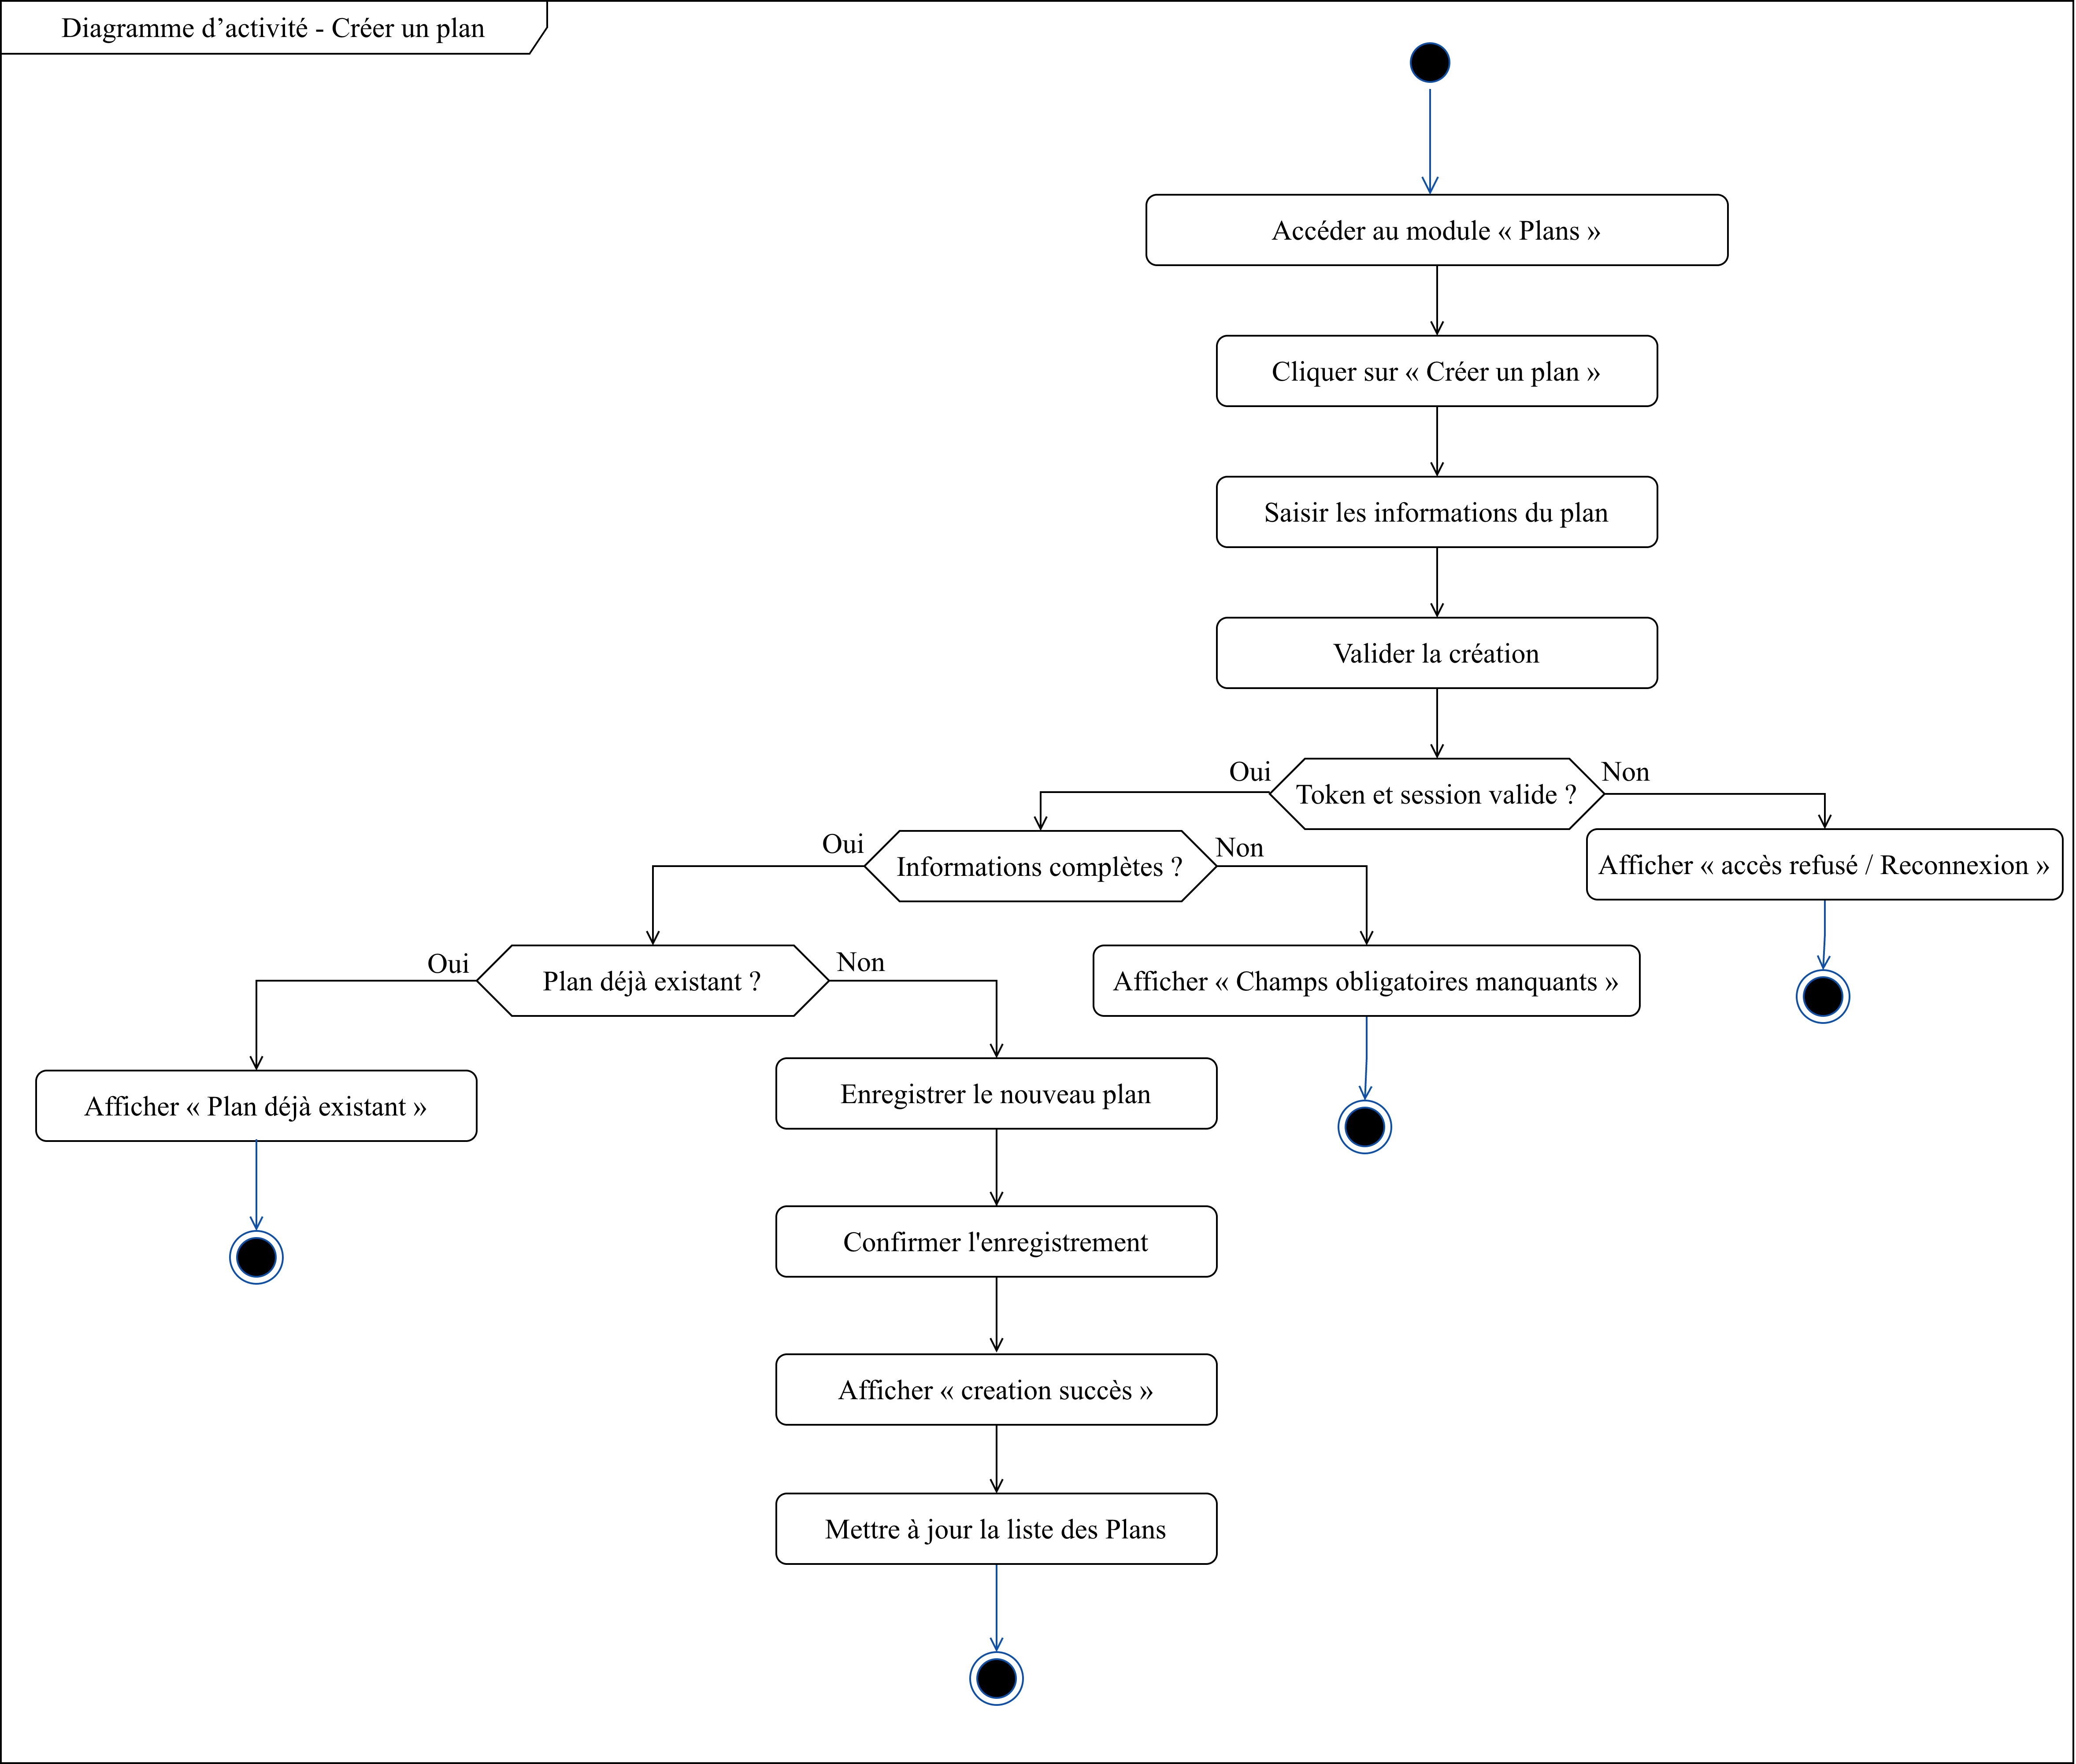 Diagramme d’activité - Créer un plan
Accéder au module « Plans »
Cliquer sur « Créer un plan »
Saisir les informations du plan
Valider la création
Oui
Token et session valide ?
Non
Oui
Informations complètes ?
Non
Afficher « accès refusé / Reconnexion »
Oui
Plan déjà existant ?
Non
Afficher « Champs obligatoires manquants »
Afficher « Plan déjà existant »
Enregistrer le nouveau plan
Confirmer l'enregistrement
Afficher « creation succès »
Mettre à jour la liste des Plans